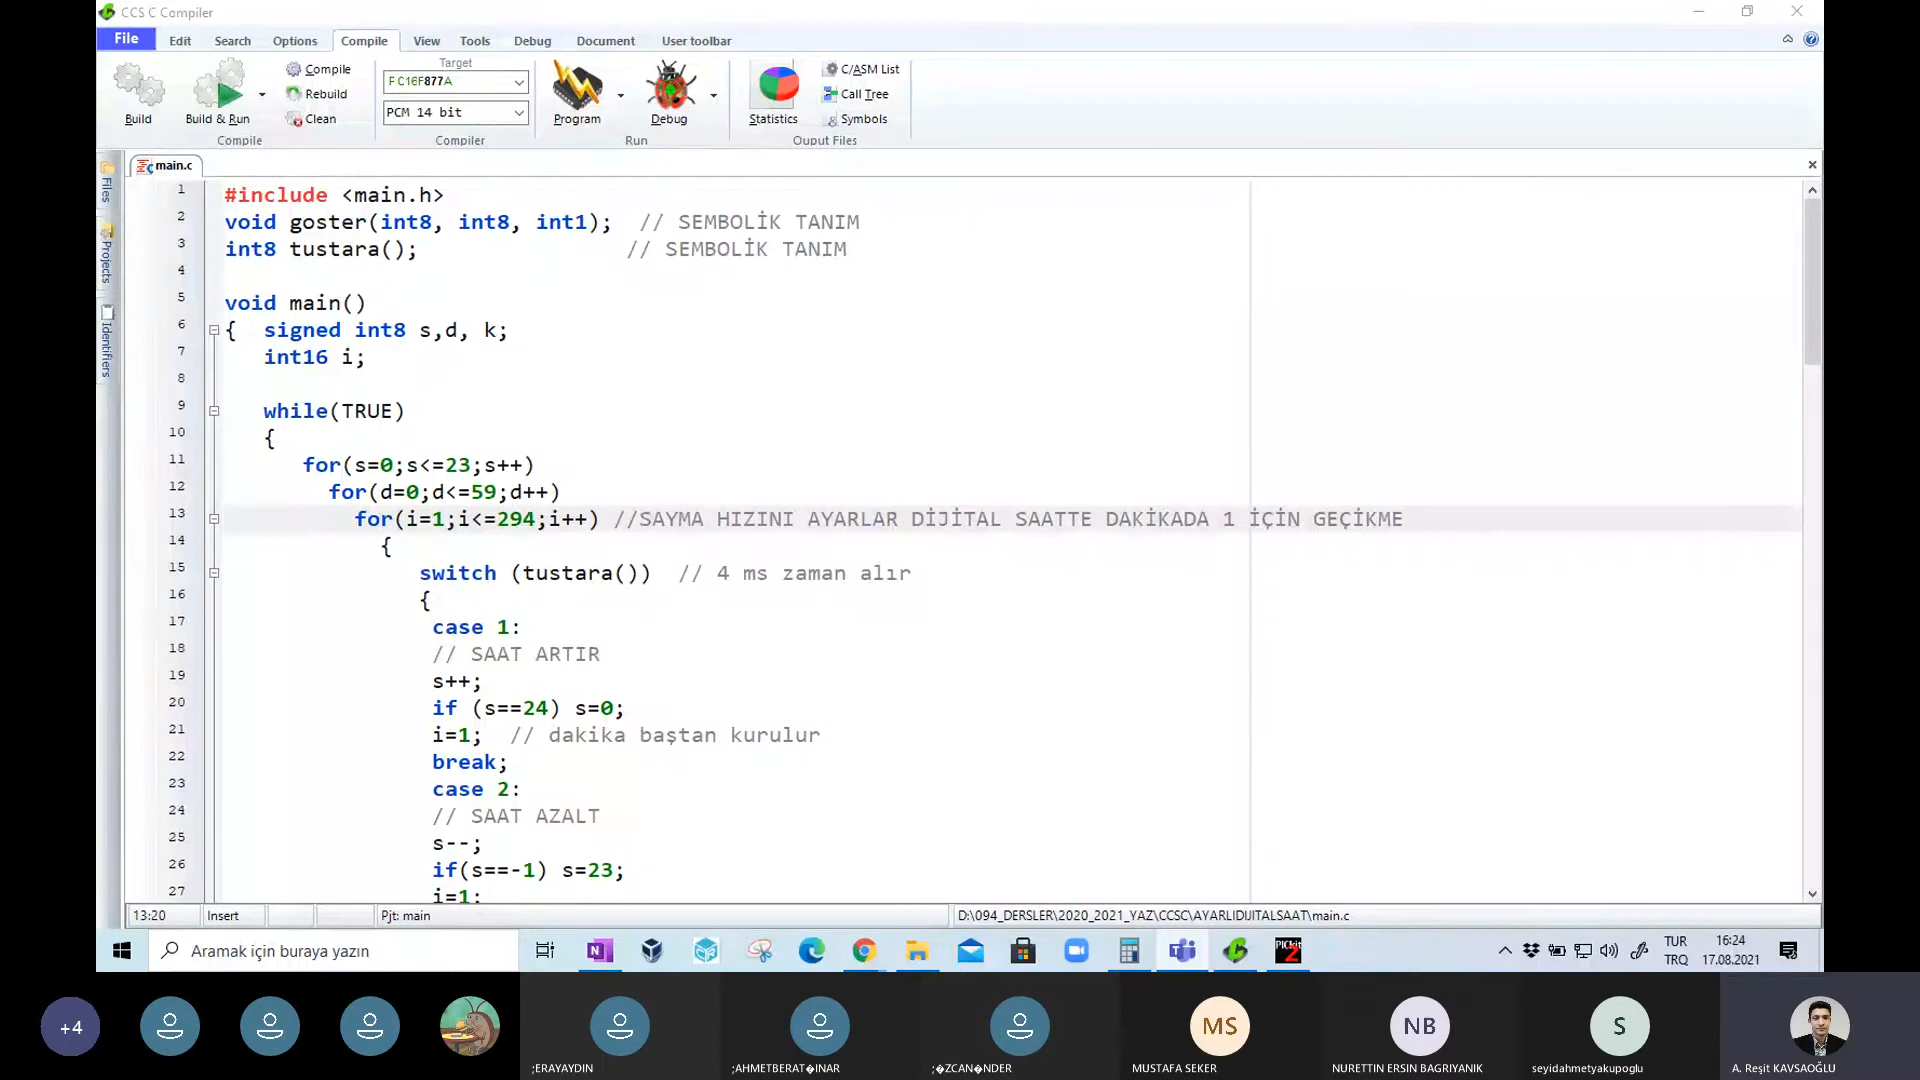 CCS C Compiler
File Edit Search Options Compile View Tools Debug Document User toolbar
Build
Build & Run
Compile
Rebuild
Clean
Compile
Target
PIC16F877A
PCM 14 bit
Compiler
Program
Debug
Run
Statistics
C/ASM List
Call Tree
Symbols
Ouput Files
Files
Projects
Identifiers
main.c
1 #include <main.h>
2 void goster(int8, int8, int1);  // SEMBOLİK TANIM
3 int8 tustara();                // SEMBOLİK TANIM
4
5 void main()
6 {  signed int8 s,d, k;
7 int16 i;
8
9 while(TRUE)
10 {
11 for(s=0;s<=23;s++)
12 for(d=0;d<=59;d++)
13 for(i=1;i<=294;i++) //SAYMA HIZINI AYARLAR DİJİTAL SAATTE DAKİKADA 1 İÇİN GEÇİKME
14 {
15 switch (tustara())  // 4 ms zaman alır
16 {
17 case 1:
18 // SAAT ARTIR
19 s++;
20 if (s==24) s=0;
21 i=1;  // dakika baştan kurulur
22 break;
23 case 2:
24 // SAAT AZALT
25 s--;
26 if(s==-1) s=23;
27 i=1;
13:20 Insert Pjt: main D:\094_DERSLER\2020_2021_YAZ\CCSC\AYARLIDIJITALSAAT\main.c
Aramak için buraya yazın
TUR
TRQ
16:24
17.08.2021
+4
MS
NB
S
;ERAYAYDIN
;AHMETBERAT�INAR
;�ZCAN�NDER
MUSTAFA SEKER
NURETTIN ERSIN BAGRIYANIK
seyidahmetyakupoglu
A. Reşit KAVSAOĞLU